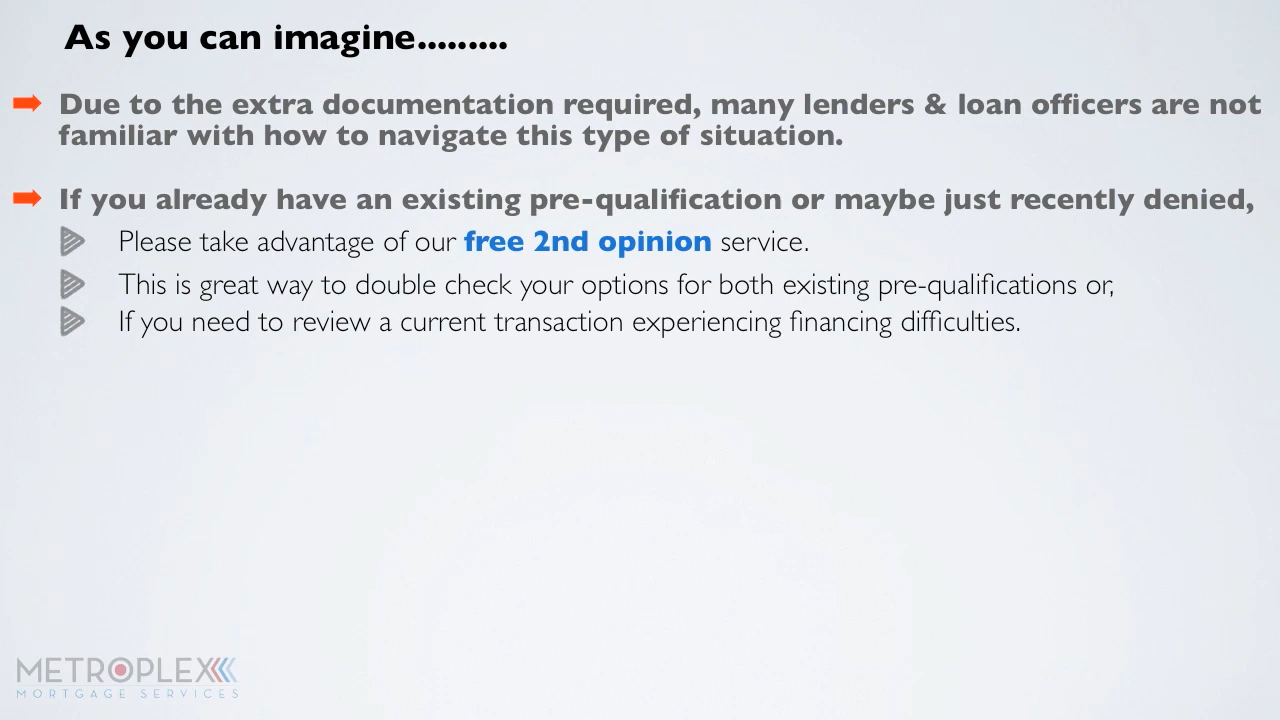 As you can imagine.........
Due to the extra documentation required, many lenders & loan officers are not
familiar with how to navigate this type of situation.
If you already have an existing pre-qualification or maybe just recently denied,
Please take advantage of our free 2nd opinion service.
This is great way to double check your options for both existing pre-qualifications or,
If you need to review a current transaction experiencing financing difficulties.
METROPLEX
MORTGAGE SERVICES